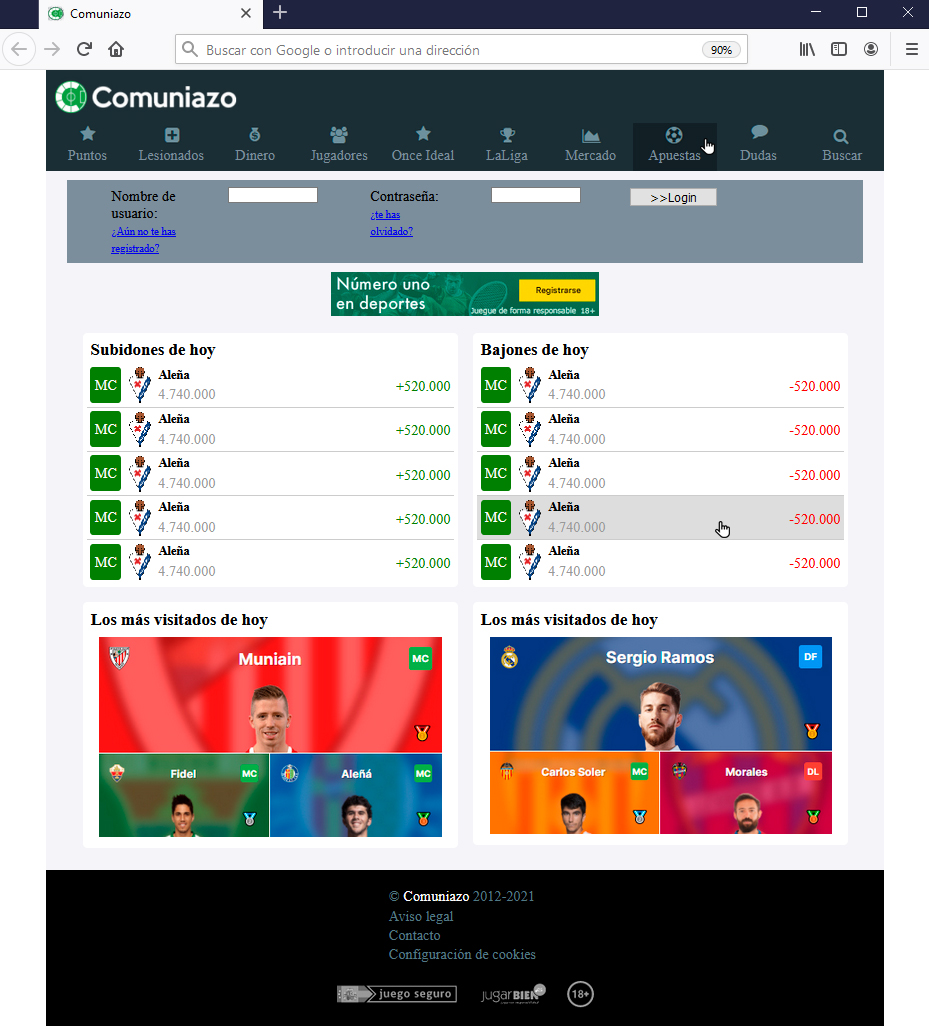 Comuniazo
Buscar con Google o introducir una dirección
90%
Comuniazo
Puntos
Lesionados
Dinero
Jugadores
Once Ideal
LaLiga
Mercado
Apuestas
Dudas
Buscar
Nombre de
usuario:
¿Aún no te has
registrado?
Contraseña:
¿te has
olvidado?
>>Login
Número uno
en deportes
Registrarse
Juegue de forma responsable 18+
Subidones de hoy
MC Aleña +520.000
4.740.000
MC Aleña +520.000
4.740.000
MC Aleña +520.000
4.740.000
MC Aleña +520.000
4.740.000
MC Aleña +520.000
4.740.000
Bajones de hoy
MC Aleña -520.000
4.740.000
MC Aleña -520.000
4.740.000
MC Aleña -520.000
4.740.000
MC Aleña -520.000
4.740.000
MC Aleña -520.000
4.740.000
Los más visitados de hoy
Muniain MC
Fidel MC
Aleñá MC
Los más visitados de hoy
Sergio Ramos DF
Carlos Soler MC
Morales DL
© Comuniazo 2012-2021
Aviso legal
Contacto
Configuración de cookies
juego seguro
jugarBIEN
18+